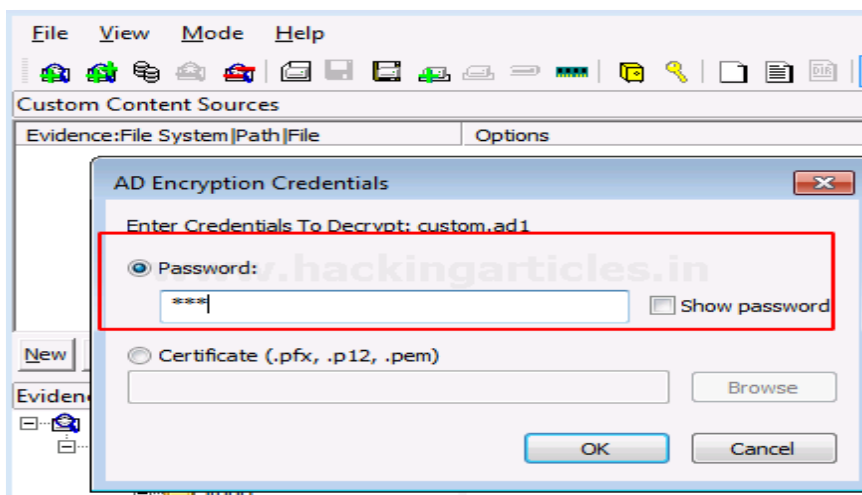 File View Mode Help
Custom Content Sources
Evidence:File System|Path|File Options
AD Encryption Credentials
Enter Credentials To Decrypt: custom.ad1
www.hackingarticles.in
Password:
***
Show password
New
Certificate (.pfx, .p12, .pem)
Eviden
Browse
OK Cancel